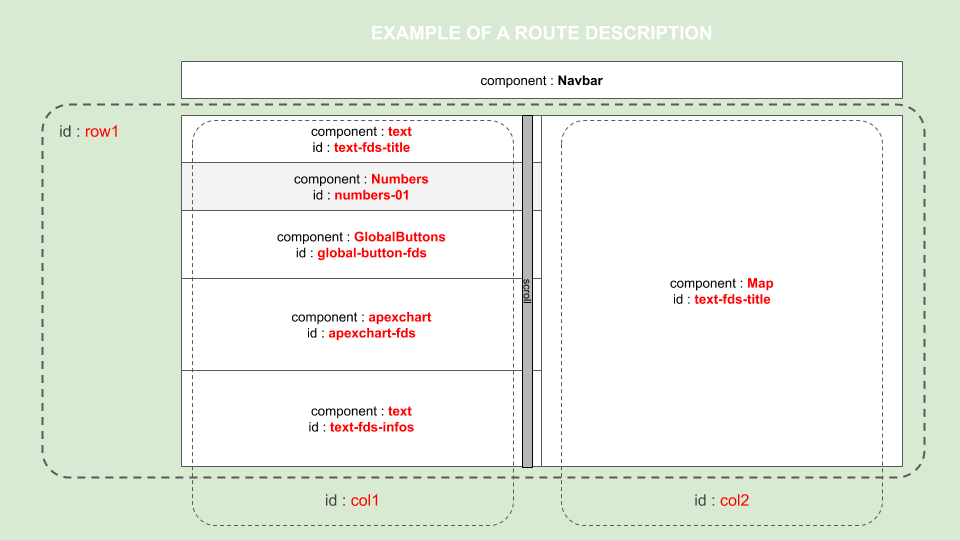 EXAMPLE OF A ROUTE DESCRIPTION
component : Navbar
id : row1
component : text
id : text-fds-title
component : Numbers
id : numbers-01
component : GlobalButtons
id : global-button-fds
component : apexchart
id : apexchart-fds
component : text
id : text-fds-infos
scroll
component : Map
id : text-fds-title
id : col1
id : col2